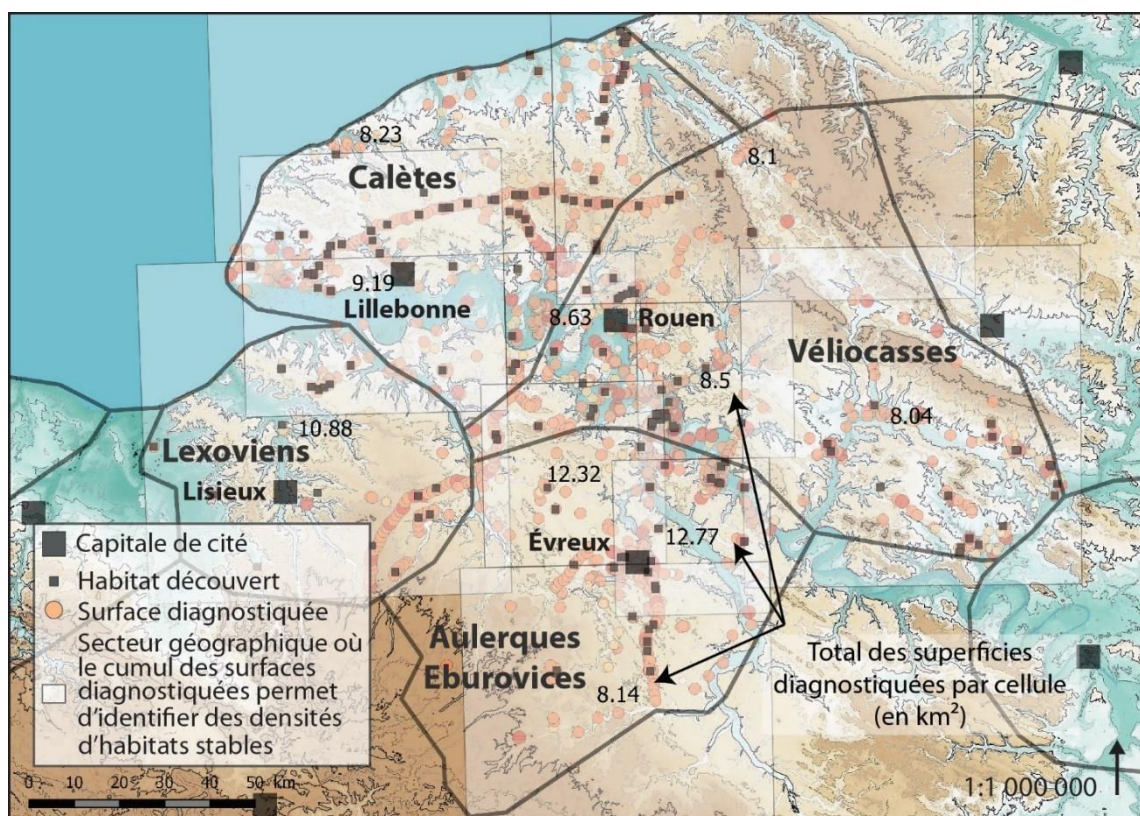 8.23
8.1
Calètes
9.19
Lillebonne
8.63
Rouen
Véliocasses
8.5
8.04
10.88
Lexoviens
Lisieux
12.32
Évreux
12.77
Aulerques
Eburovices
8.14
Capitale de cité
Habitat découvert
Surface diagnostiquée
Secteur géographique où
le cumul des surfaces
diagnostiquées permet
d'identifier des densités
d'habitats stables
Total des superficies
diagnostiquées par cellule
(en km²)
0 10 20 30 40 50 km
1:1 000 000